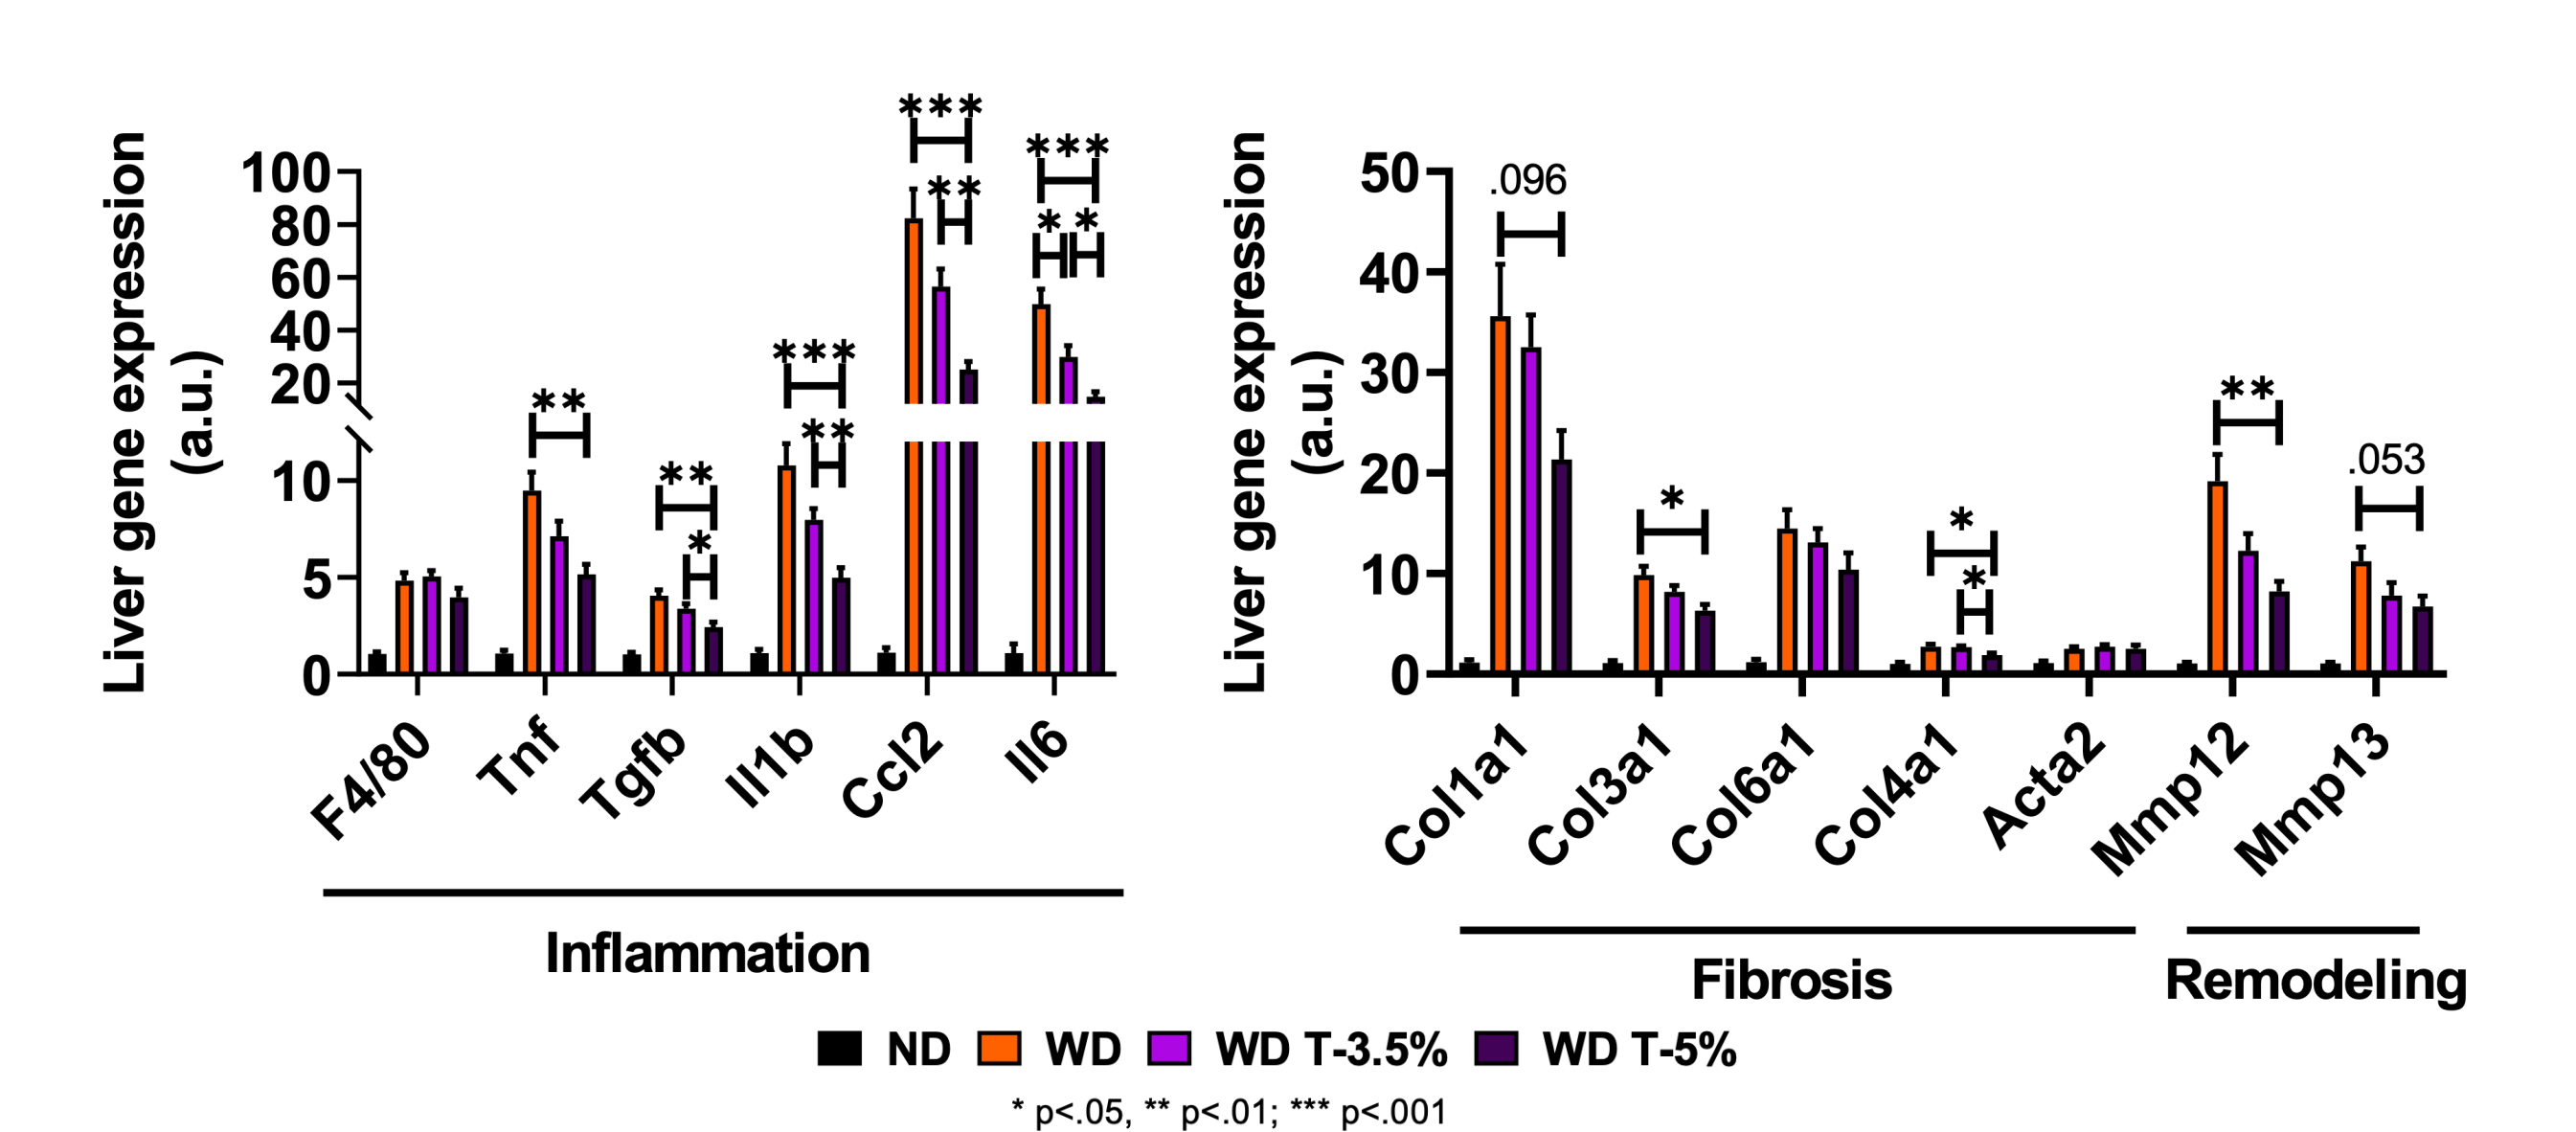 Liver gene expression
(a.u.)
100
80
60
40
20
10
5
0
***
**
***
*
*
***
**
**
**
*
F4/80
Tnf
Tgfb
Il1b
Ccl2
Il6
Inflammation
Liver gene expression
(a.u.)
50
40
30
20
10
0
.096
*
*
*
**
.053
Col1a1
Col3a1
Col6a1
Col4a1
Acta2
Mmp12
Mmp13
Fibrosis
Remodeling
ND WD WD T-3.5% WD T-5%
* p<.05, ** p<.01; *** p<.001